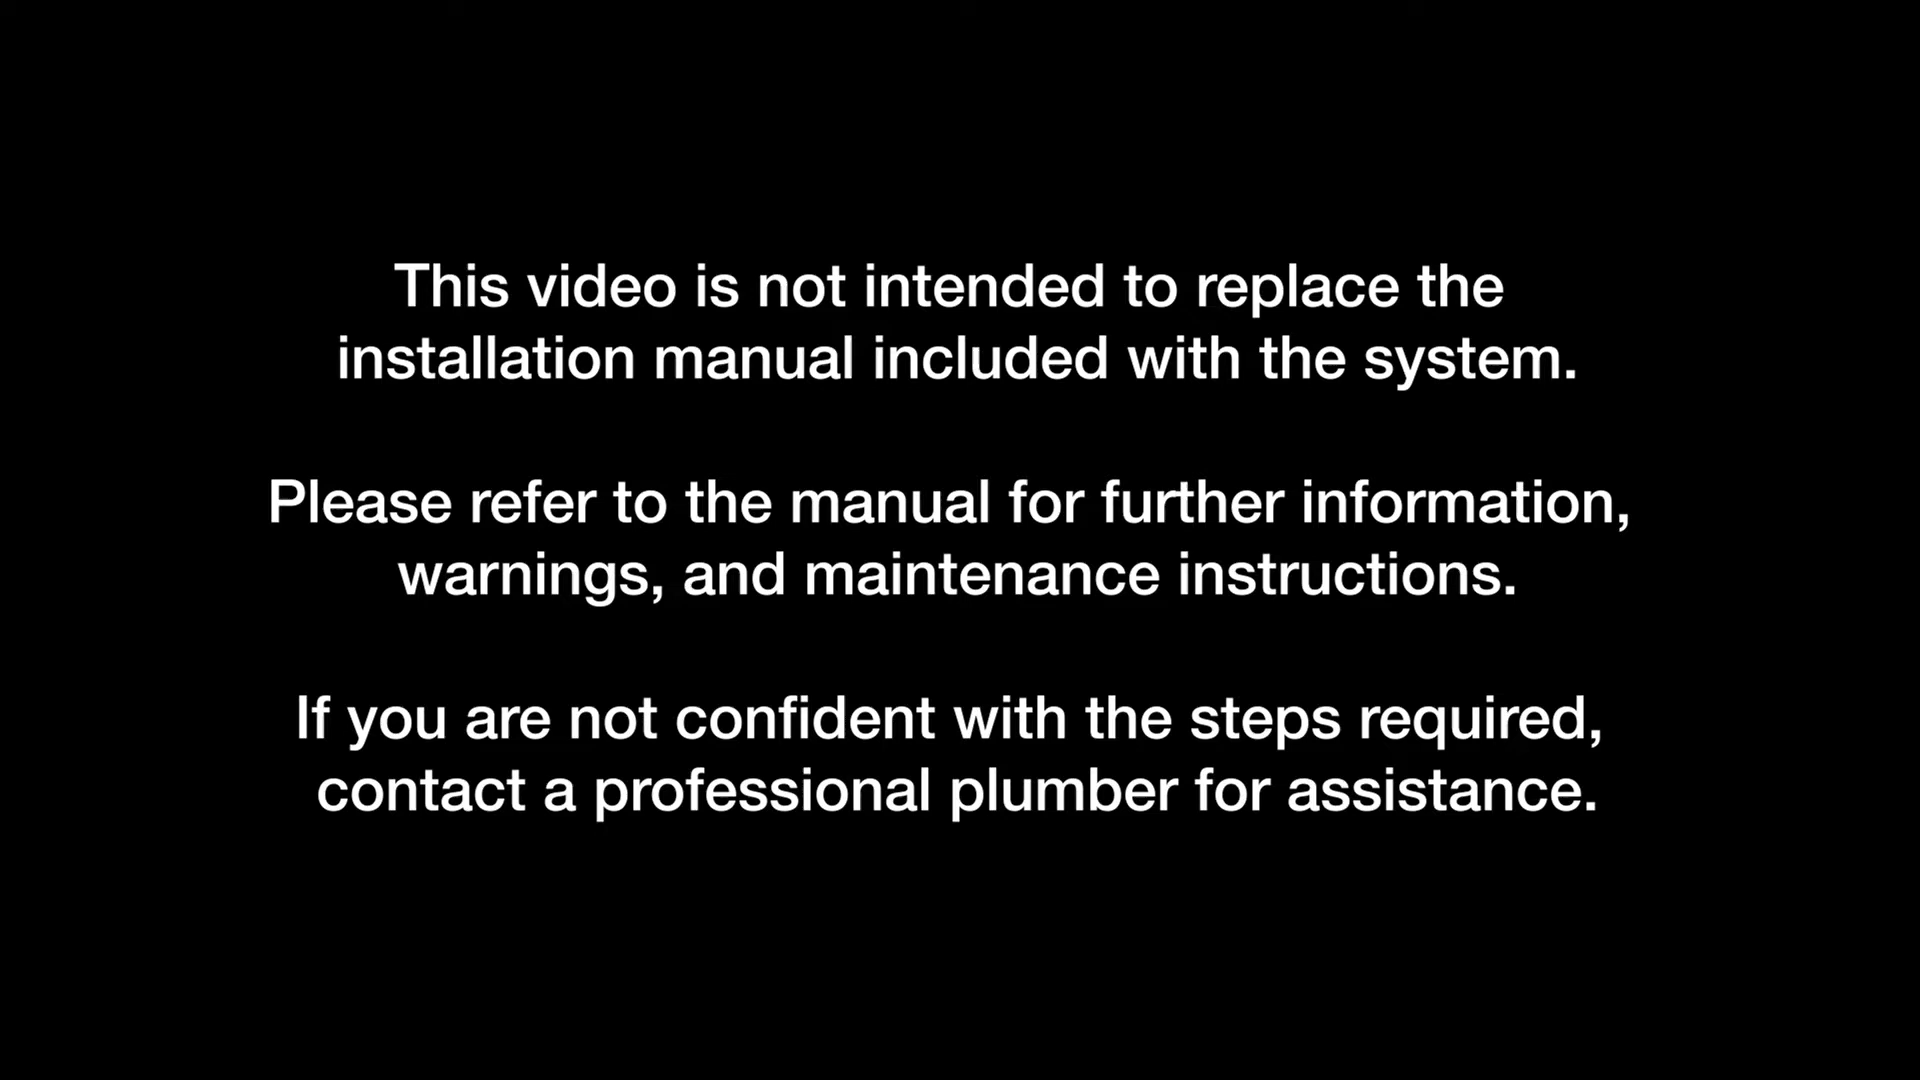 This video is not intended to replace the
installation manual included with the system.
Please refer to the manual for further information,
warnings, and maintenance instructions.
If you are not confident with the steps required,
contact a professional plumber for assistance.